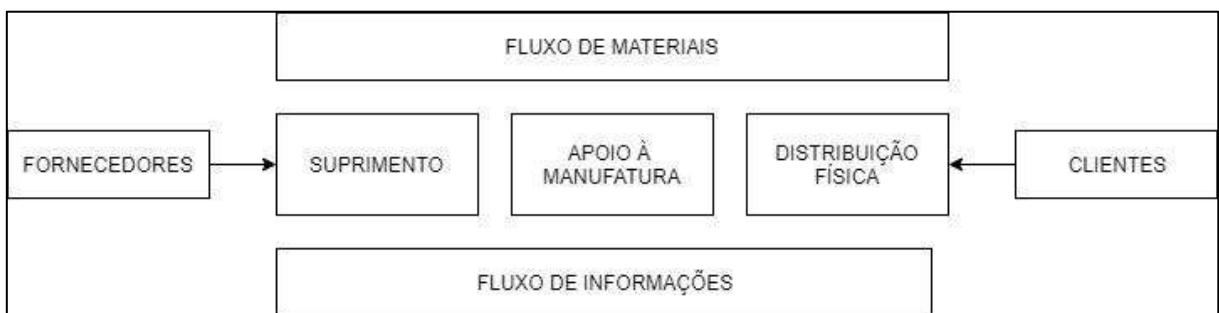 FLUXO DE MATERIAIS
FORNECEDORES
SUPRIMENTO
APOIO À
MANUFATURA
DISTRIBUIÇÃO
FÍSICA
CLIENTES
FLUXO DE INFORMAÇÕES